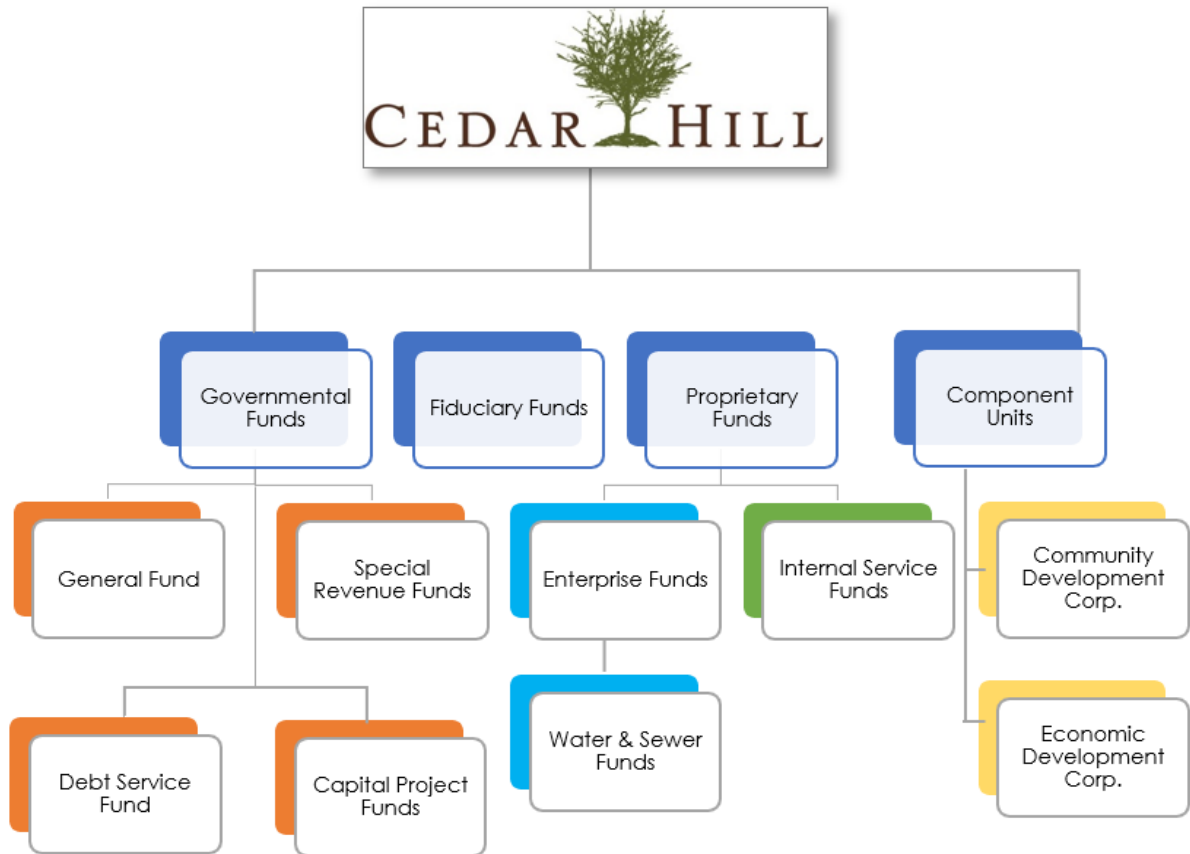 CEDAR HILL
Governmental
Funds
Fiduciary Funds
Proprietary
Funds
Component
Units
General Fund
Special
Revenue Funds
Enterprise Funds
Internal Service
Funds
Community
Development
Corp.
Debt Service
Fund
Capital Project
Funds
Water & Sewer
Funds
Economic
Development
Corp.